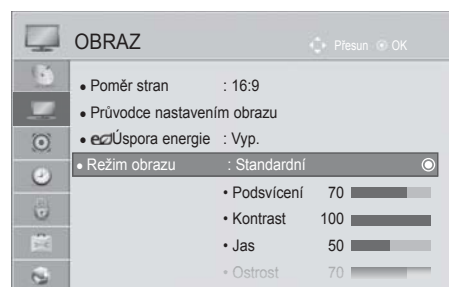 OBRAZ
Přesun OK
• Poměr stran : 16:9
• Průvodce nastavením obrazu
• eco Úspora energie : Vyp.
• Režim obrazu : Standardní
• Podsvícení 70
• Kontrast 100
• Jas 50
• Ostrost 70